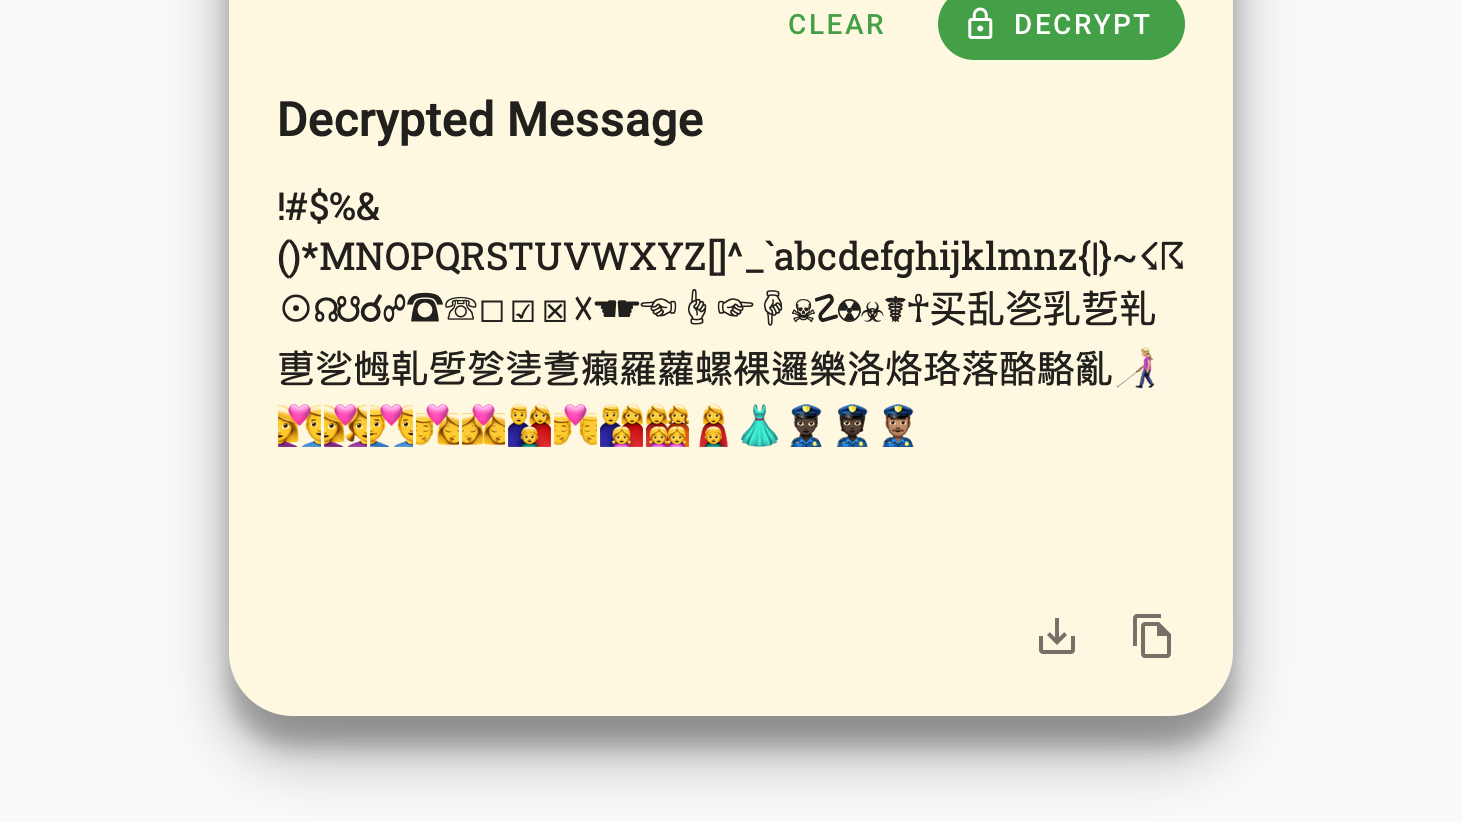 CLEAR DECRYPT
Decrypted Message
!#$%&
()*MNOPQRSTUVWXYZ[]^_`abcdefghijklmnz{|}~☇☈
☉☊☋☌☍☎☏☐☑☒☓☚☛☜☝☞☟☠☡☢☣☤☥买乱乲乳乴乵
乶乷乸乹乺乻乼乽癩羅蘿螺裸邏樂洛烙珞落酪駱亂